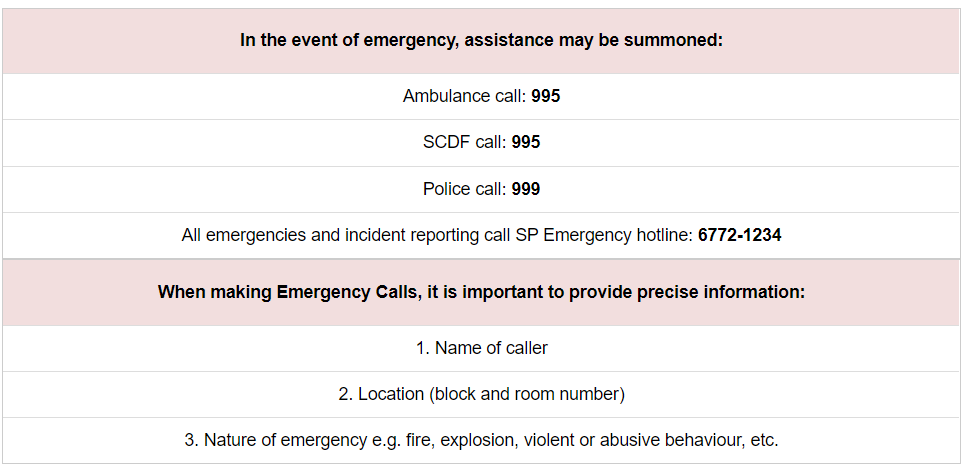 In the event of emergency, assistance may be summoned:
Ambulance call: 995
SCDF call: 995
Police call: 999
All emergencies and incident reporting call SP Emergency hotline: 6772-1234
When making Emergency Calls, it is important to provide precise information:
1. Name of caller
2. Location (block and room number)
3. Nature of emergency e.g. fire, explosion, violent or abusive behaviour, etc.